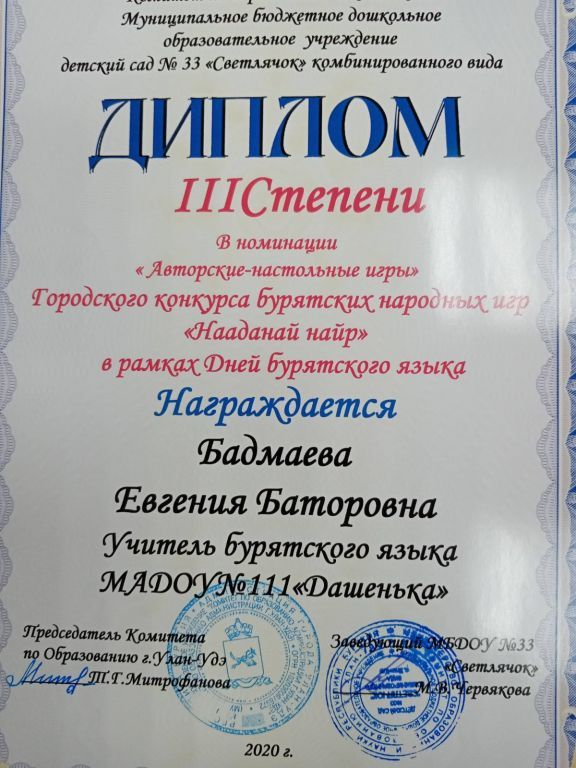 Муниципальное бюджетное дошкольное
образовательное учреждение
детский сад № 33 «Светлячок» комбинированного вида
ДИПЛОМ
IIIСтепени
В номинации
« Авторские-настольные игры»
Городского конкурса бурятских народных игр
«Нааданай найр»
в рамках Дней бурятского языка
Награждается
Бадмаева
Евгения Баторовна
Учитель бурятского языка
МАДОУ№111«Дашенька»
Председатель Комитета
по Образованию г.Улан-Удэ
Т.Г.Митрофанова
Заведующий МБДОУ №33
«Светлячок»
М.В.Червякова
2020 г.